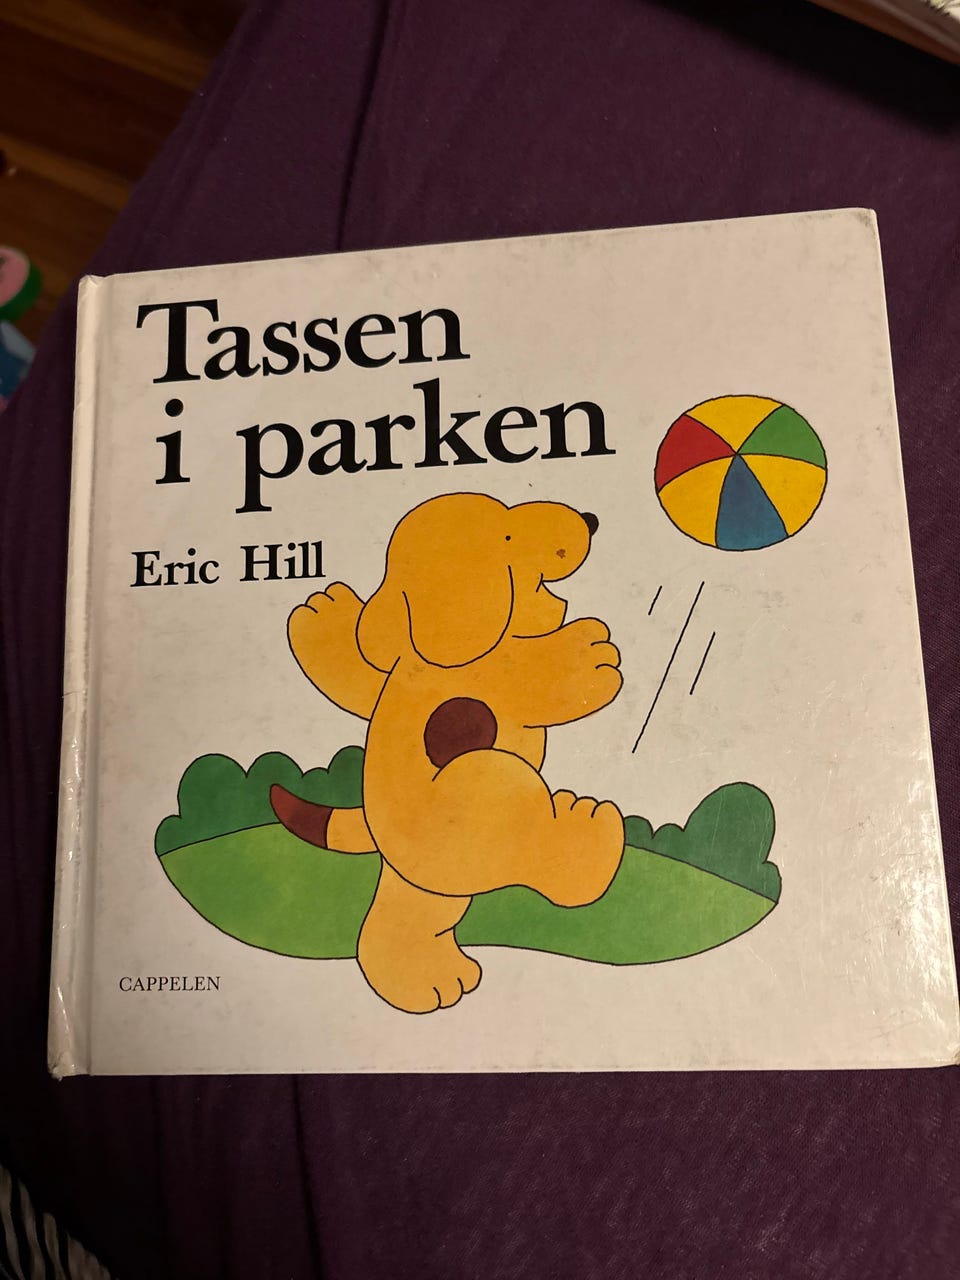 Tassen
i parken
Eric Hill
CAPPELEN